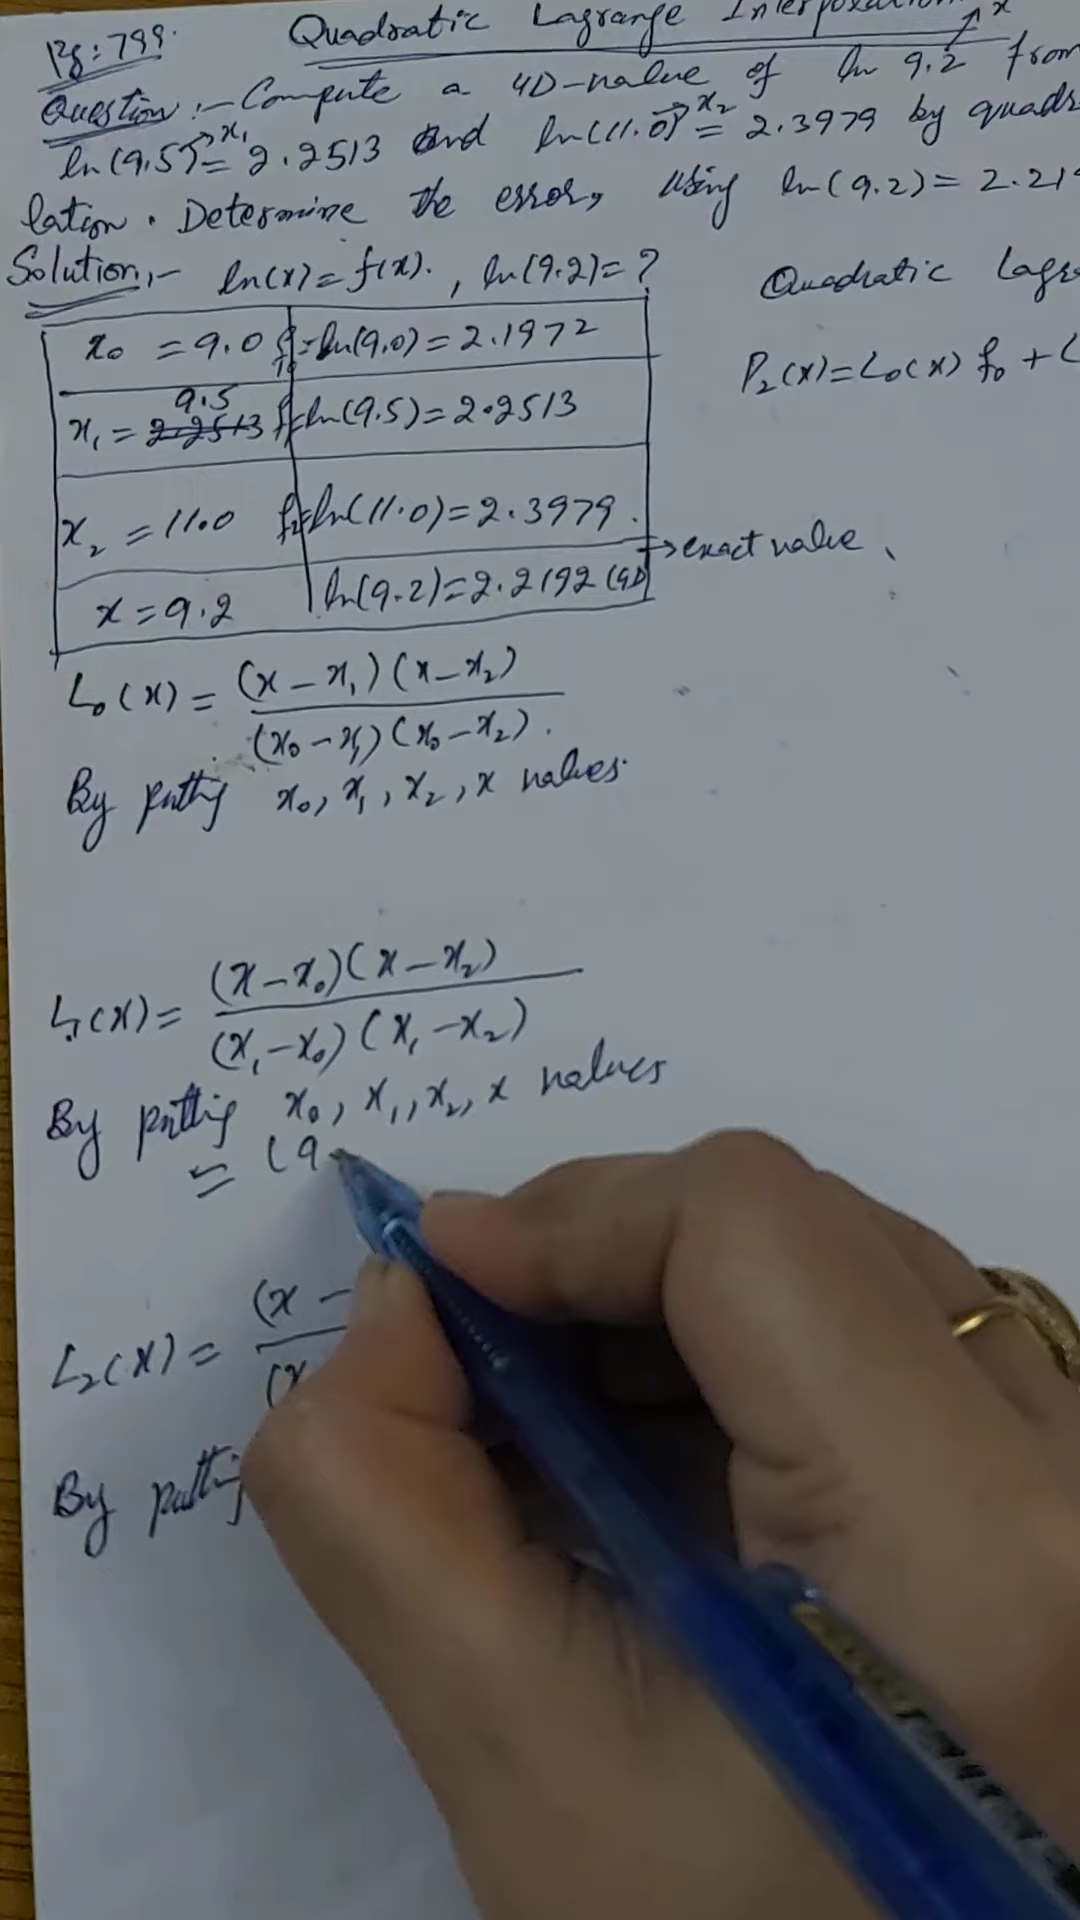 Pg: 799.
Quadratic Lagrange
Question:- Compute a 4D-value of ln 9.2 from
x
ln(9.5) = 2.2513 and ln(11.0) = 2.3979 by quadr
x₁
x₂
lation. Determine the error, using ln(9.2) = 2.219
Solution:- ln(x) = f(x). , ln(9.2) = ?
Quadratic Lagr
x₀ = 9.0 f₀=ln(9.0) = 2.1972
P₂(x) = L₀(x) f₀ + L
9.5
x₁ = 2.2513 f₁=ln(9.5) = 2.2513
x₂ = 11.0 f₂=ln(11.0) = 2.3979.
x = 9.2 ln(9.2) = 2.2192 (4D)
→ exact value
L₀(x) = (x – x₁)(x – x₂)
(x₀ – x₁)(x₀ – x₂).
By putting x₀, x₁, x₂, x values.
L₁(x) = (x – x₀)(x – x₂)
(x₁ – x₀)(x₁ – x₂)
By putting x₀, x₁, x₂, x values
= (9.
L₂(x) = (x –
(x
By putting